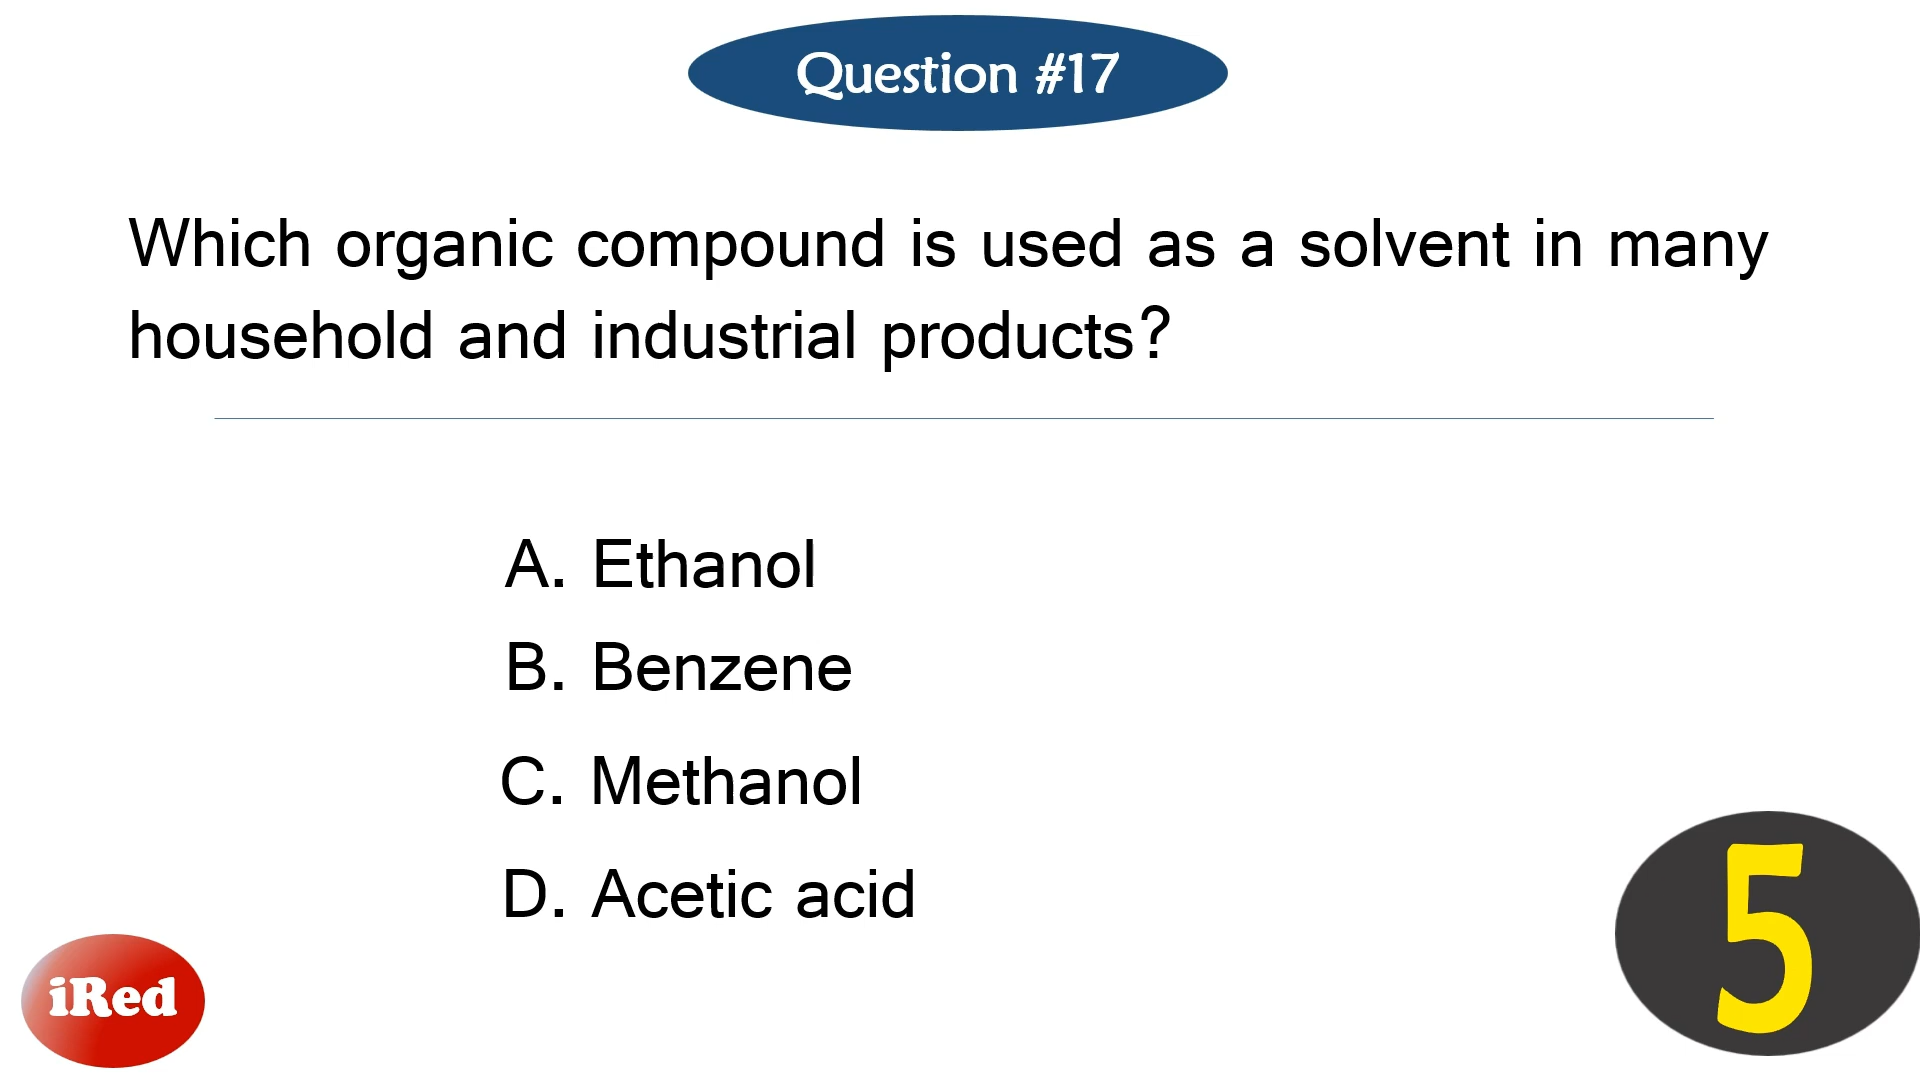 Question #17
Which organic compound is used as a solvent in many
household and industrial products?
A. Ethanol
B. Benzene
C. Methanol
D. Acetic acid
iRed
5